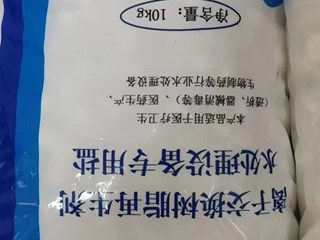 离子交换树脂再生剂
水处理设备专用盐
本产品适用于医疗卫生
（透析、器械消毒等）、医药生产、
生物制药等行业水处理设备
净含量：10kg